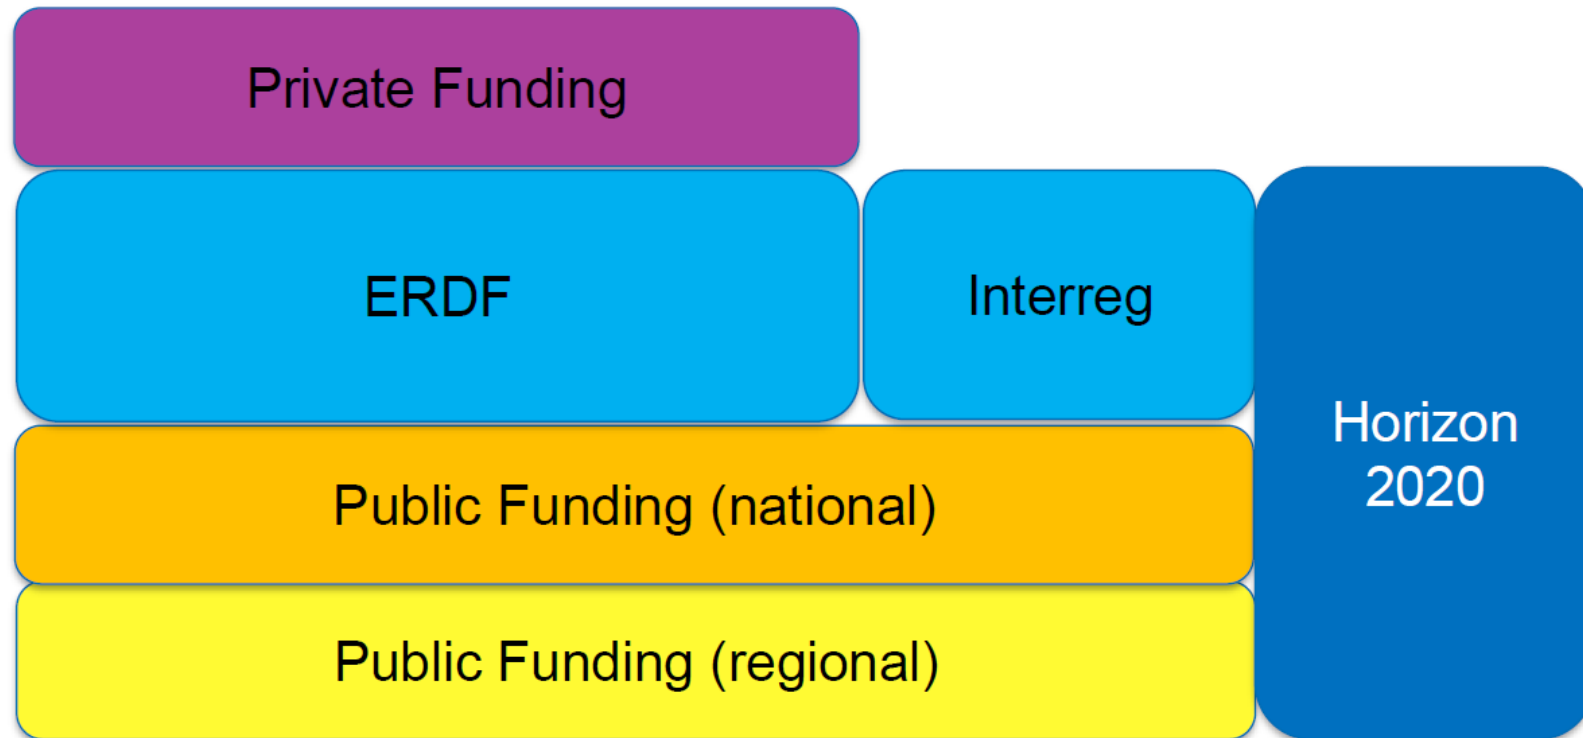 Private Funding
ERDF
Interreg
Horizon
2020
Public Funding (national)
Public Funding (regional)